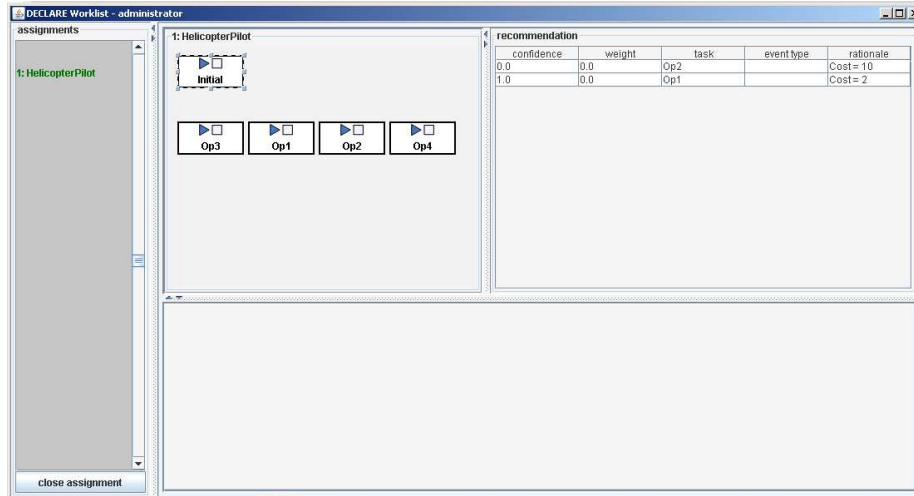 DECLARE Worklist - administrator
assignments
1: HelicopterPilot
close assignment
1: HelicopterPilot
Initial
Op3 Op1 Op2 Op4
recommendation
confidence weight task event type rationale
0.0 0.0 Op2 Cost = 10
1.0 0.0 Op1 Cost = 2